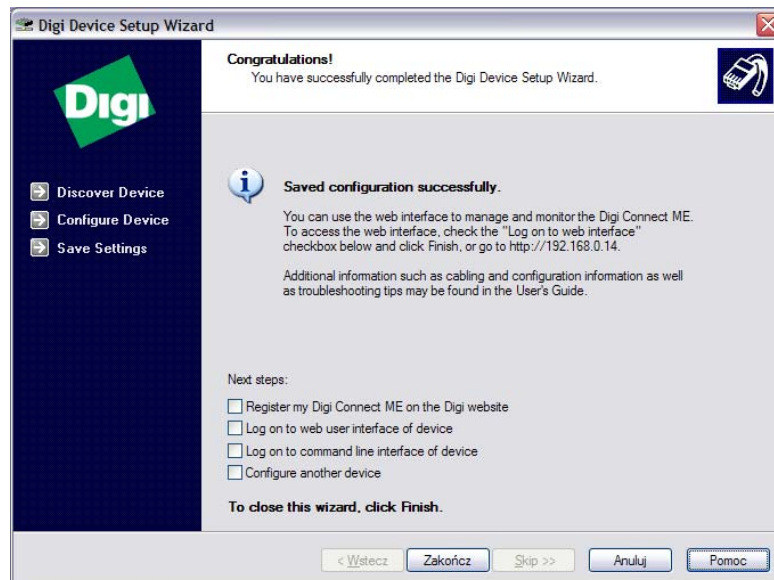 Digi Device Setup Wizard
Congratulations!
You have successfully completed the Digi Device Setup Wizard.
DIGI
Discover Device
Configure Device
Save Settings
Saved configuration successfully.
You can use the web interface to manage and monitor the Digi Connect ME.
To access the web interface, check the "Log on to web interface"
checkbox below and click Finish, or go to http://192.168.0.14.
Additional information such as cabling and configuration information as well
as troubleshooting tips may be found in the User's Guide.
Next steps:
Register my Digi Connect ME on the Digi website
Log on to web user interface of device
Log on to command line interface of device
Configure another device
To close this wizard, click Finish.
< Wstecz Zakończ Skip >> Anuluj Pomoc